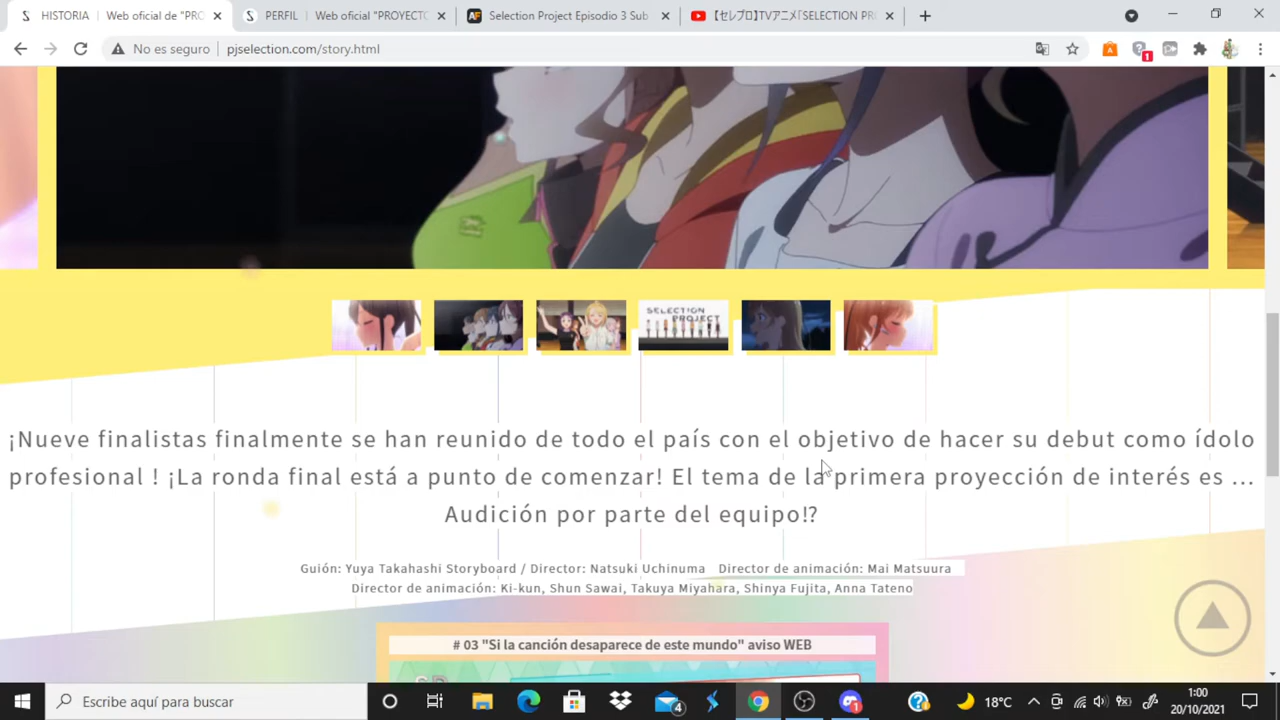 HISTORIA
Web oficial de "PRO
PERFIL
Web oficial "PROYECTO
Selection Project Episodio 3 Sub
【セレプロ】TVアニメ「SELECTION PR
No es seguro
pjselection.com/story.html
1
SELECTION
PROJECT
¡Nueve finalistas finalmente se han reunido de todo el país con el objetivo de hacer su debut como ídolo
profesional ! ¡La ronda final está a punto de comenzar! El tema de la primera proyección de interés es ...
Audición por parte del equipo!?
Guión: Yuya Takahashi Storyboard / Director: Natsuki Uchinuma Director de animación: Mai Matsuura
Director de animación: Ki-kun, Shun Sawai, Takuya Miyahara, Shinya Fujita, Anna Tateno
# 03 "Si la canción desaparece de este mundo" aviso WEB
Escribe aquí para buscar
4
1
18°C
1:00
20/10/2021